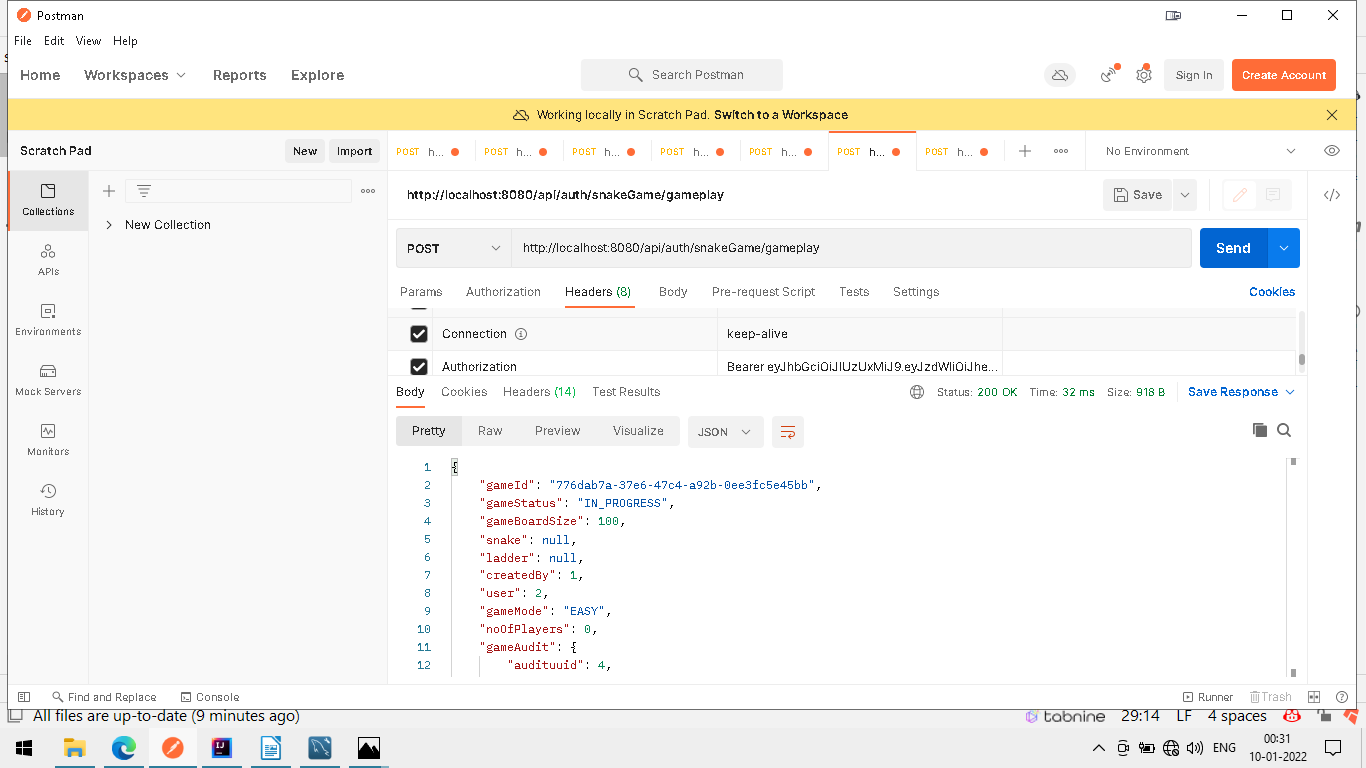 Postman
File Edit View Help
Home Workspaces Reports Explore Search Postman Sign In Create Account
Working locally in Scratch Pad. Switch to a Workspace
Scratch Pad New Import
POST h... POST h... POST h... POST h... POST h... POST h... POST h... No Environment
Collections
New Collection
http://localhost:8080/api/auth/snakeGame/gameplay Save
POST http://localhost:8080/api/auth/snakeGame/gameplay Send
APIs
Params Authorization Headers (8) Body Pre-request Script Tests Settings Cookies
Environments
Connection keep-alive
Authorization Bearer eyJhbGciOiJIUzUxMiJ9.eyJzdWIiOiJhe...
Mock Servers
Body Cookies Headers (14) Test Results Status: 200 OK Time: 32 ms Size: 918 B Save Response
Pretty Raw Preview Visualize JSON
Monitors
History
1 {
2 "gameId": "776dab7a-37e6-47c4-a92b-0ee3fc5e45bb",
3 "gameStatus": "IN_PROGRESS",
4 "gameBoardSize": 100,
5 "snake": null,
6 "ladder": null,
7 "createdBy": 1,
8 "user": 2,
9 "gameMode": "EASY",
10 "noOfPlayers": 0,
11 "gameAudit": {
12 "audituuid": 4,
Find and Replace Console Runner Trash
All files are up-to-date (9 minutes ago) tabnine 29:14 LF 4 spaces
ENG 00:31
10-01-2022